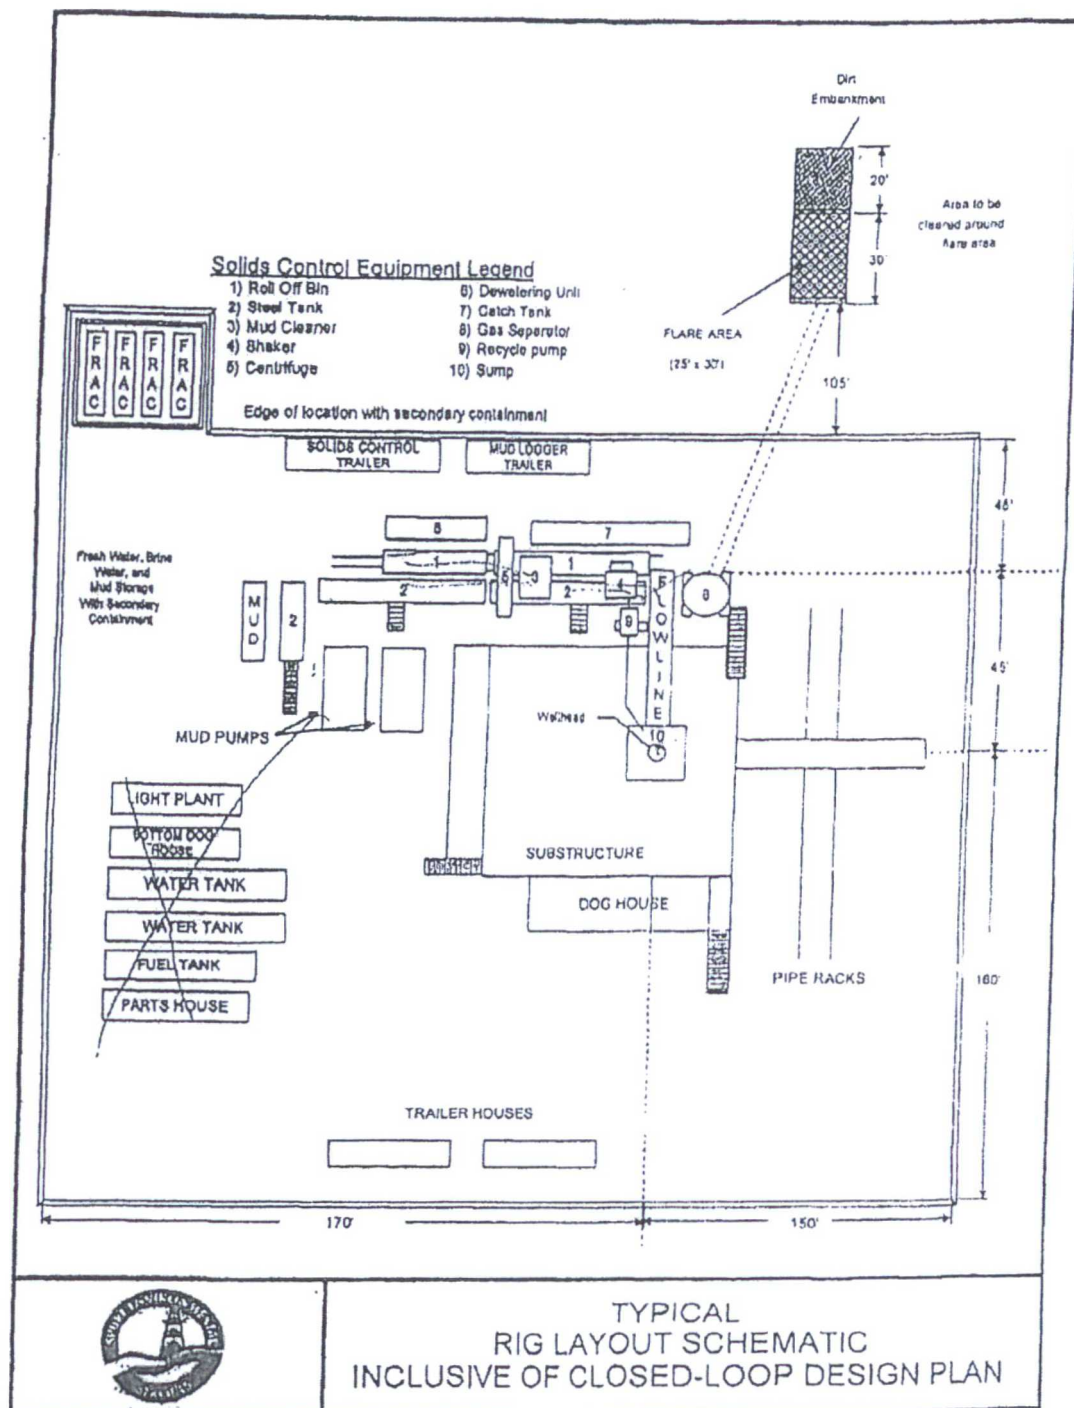 Dirt
Embankment
20'
Area to be
cleared around
flare area
30'
Solids Control Equipment Legend
1) Roll Off Bin
2) Steel Tank
3) Mud Cleaner
4) Shaker
5) Centrifuge
6) Dewatering Unit
7) Catch Tank
8) Gas Separator
9) Recycle pump
10) Sump
FLARE AREA
(25' x 30')
105'
FRAC
FRAC
FRAC
FRAC
Edge of location with secondary containment
SOLIDS CONTROL
TRAILER
MUD LOGGER
TRAILER
45'
7
1
1
Fresh Water, Brine
Water, and
Mud Storage
With Secondary
Containment
MUD
2
2
2
4
8
9
FLOWLINE
45'
Wellhead
10
MUD PUMPS
LIGHT PLANT
BOTTOM DOG
HOUSE
WATER TANK
WATER TANK
FUEL TANK
PARTS HOUSE
SUBSTRUCTURE
DOG HOUSE
PIPE RACKS
160'
TRAILER HOUSES
170'
150'
TYPICAL
RIG LAYOUT SCHEMATIC
INCLUSIVE OF CLOSED-LOOP DESIGN PLAN